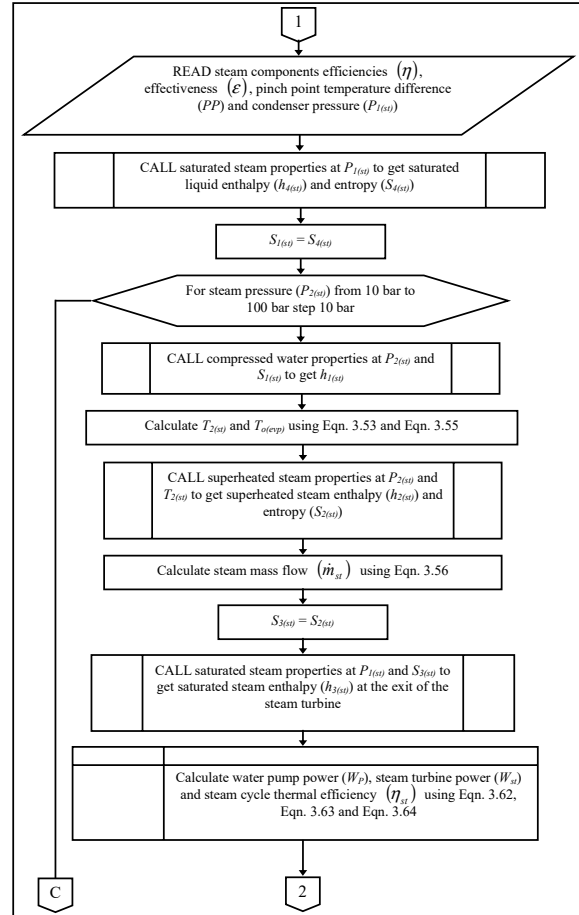 1
READ steam components efficiencies (η),
effectiveness (ε), pinch point temperature difference
(PP) and condenser pressure (P1(st))
CALL saturated steam properties at P1(st) to get saturated
liquid enthalpy (h4(st)) and entropy (S4(st))
S1(st) = S4(st)
For steam pressure (P2(st)) from 10 bar to
100 bar step 10 bar
CALL compressed water properties at P2(st) and
S1(st) to get h1(st)
Calculate T2(st) and To(evp) using Eqn. 3.53 and Eqn. 3.55
CALL superheated steam properties at P2(st) and
T2(st) to get superheated steam enthalpy (h2(st)) and
entropy (S2(st))
Calculate steam mass flow (ṁst) using Eqn. 3.56
S3(st) = S2(st)
CALL saturated steam properties at P1(st) and S3(st) to
get saturated steam enthalpy (h3(st)) at the exit of the
steam turbine
Calculate water pump power (WP), steam turbine power (Wst)
and steam cycle thermal efficiency (ηst) using Eqn. 3.62,
Eqn. 3.63 and Eqn. 3.64
C
2